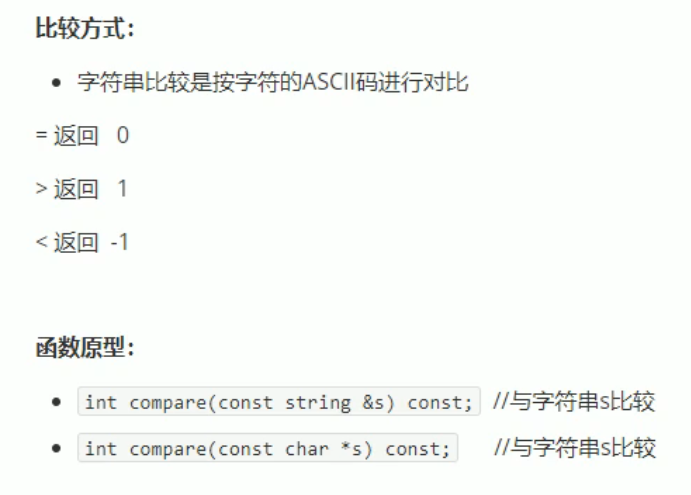 比较方式：
字符串比较是按字符的ASCII码进行对比
= 返回 0
> 返回 1
< 返回 -1
函数原型：
int compare(const string &s) const; //与字符串s比较
int compare(const char *s) const; //与字符串s比较